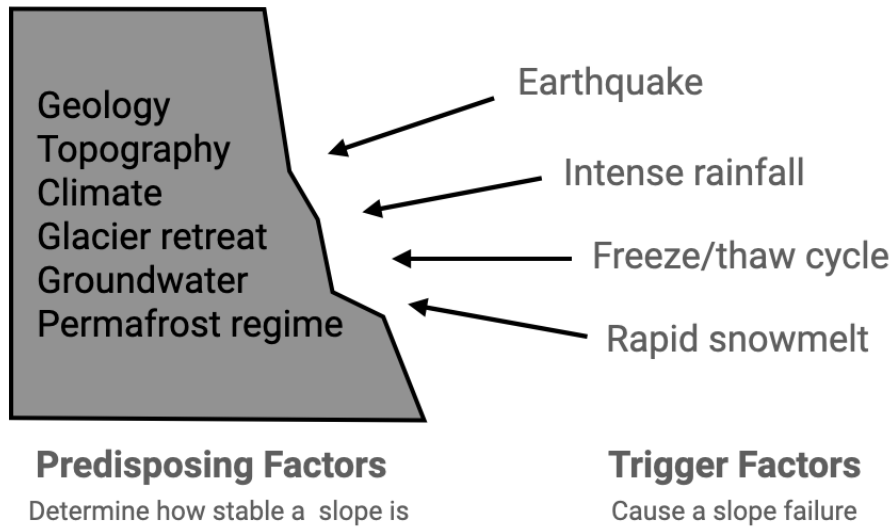 Geology
Topography
Climate
Glacier retreat
Groundwater
Permafrost regime
Earthquake
Intense rainfall
Freeze/thaw cycle
Rapid snowmelt
Predisposing Factors
Determine how stable a slope is
Trigger Factors
Cause a slope failure